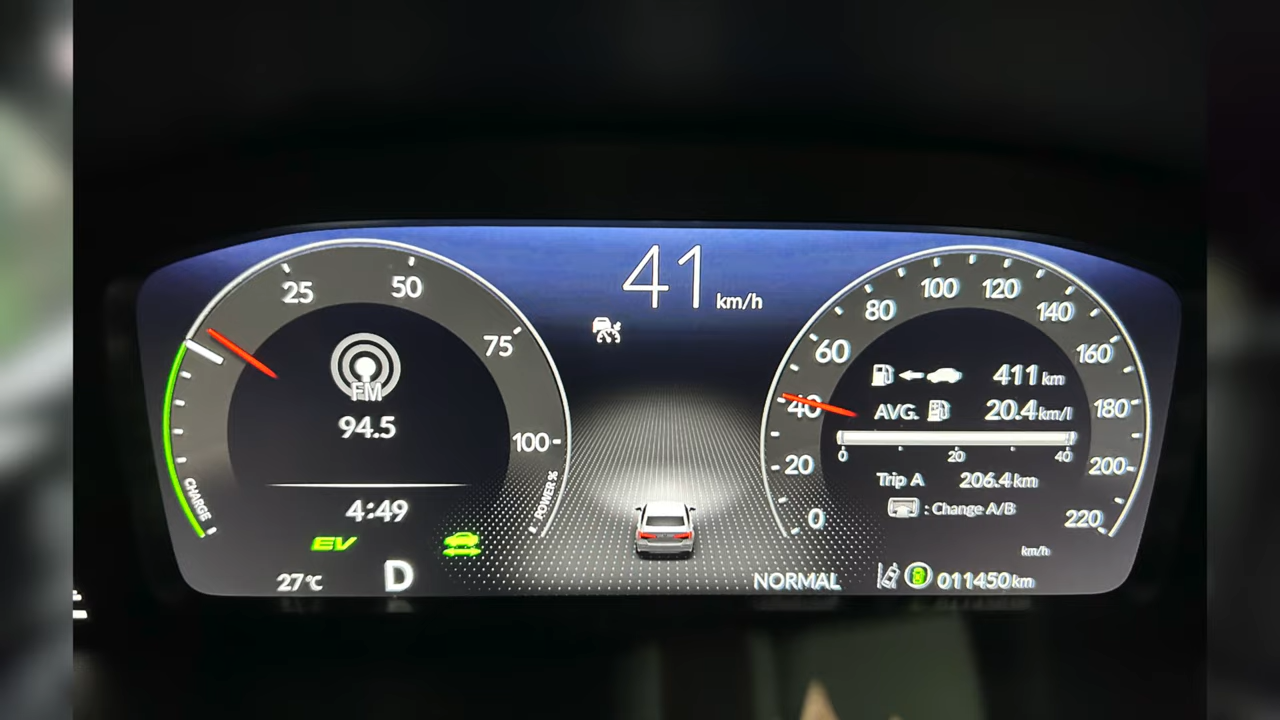 41 km/h
25
50
75
100
CHARGE
POWER %
FM
94.5
4:49
EV
27°C
D
NORMAL
0
20
40
60
80
100
120
140
160
180
200
220
km/h
411 km
AVG. 20.4 km/l
0 20 40
Trip A 206.4 km
: Change A/B
011450 km